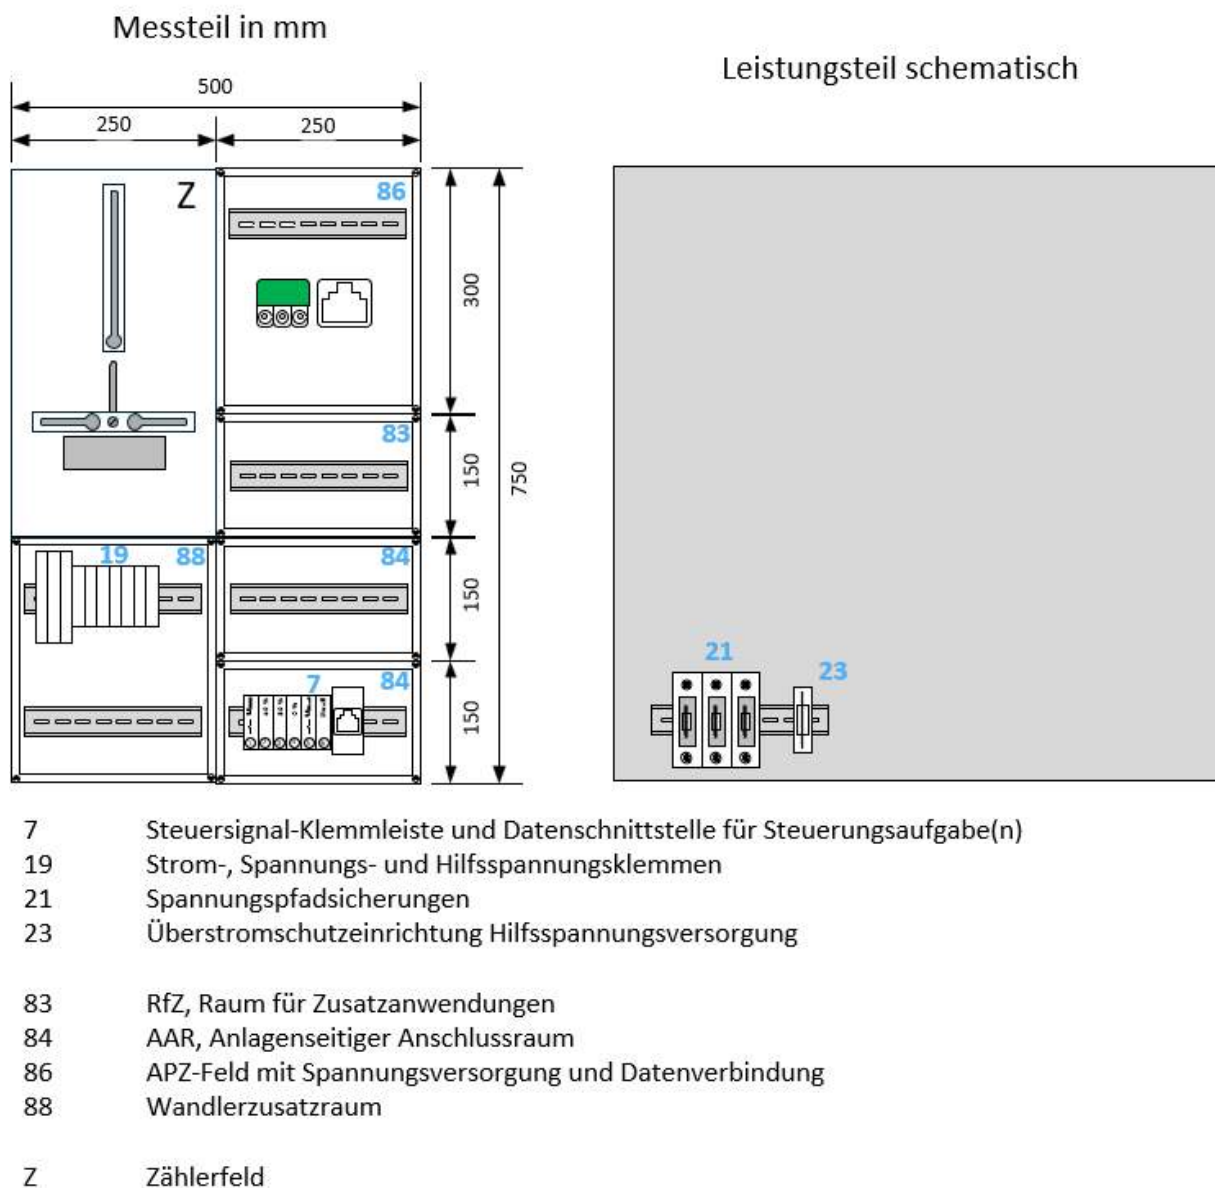 Messteil in mm
Leistungsteil schematisch
500
250 250
Z 86
300
83
150
750
19 88 84
150
7 84
150
21
23
7 Steuersignal-Klemmleiste und Datenschnittstelle für Steuerungsaufgabe(n)
19 Strom-, Spannungs- und Hilfsspannungsklemmen
21 Spannungspfadsicherungen
23 Überstromschutzeinrichtung Hilfsspannungsversorgung
83 RfZ, Raum für Zusatzanwendungen
84 AAR, Anlagenseitiger Anschlussraum
86 APZ-Feld mit Spannungsversorgung und Datenverbindung
88 Wandlerzusatzraum
Z Zählerfeld